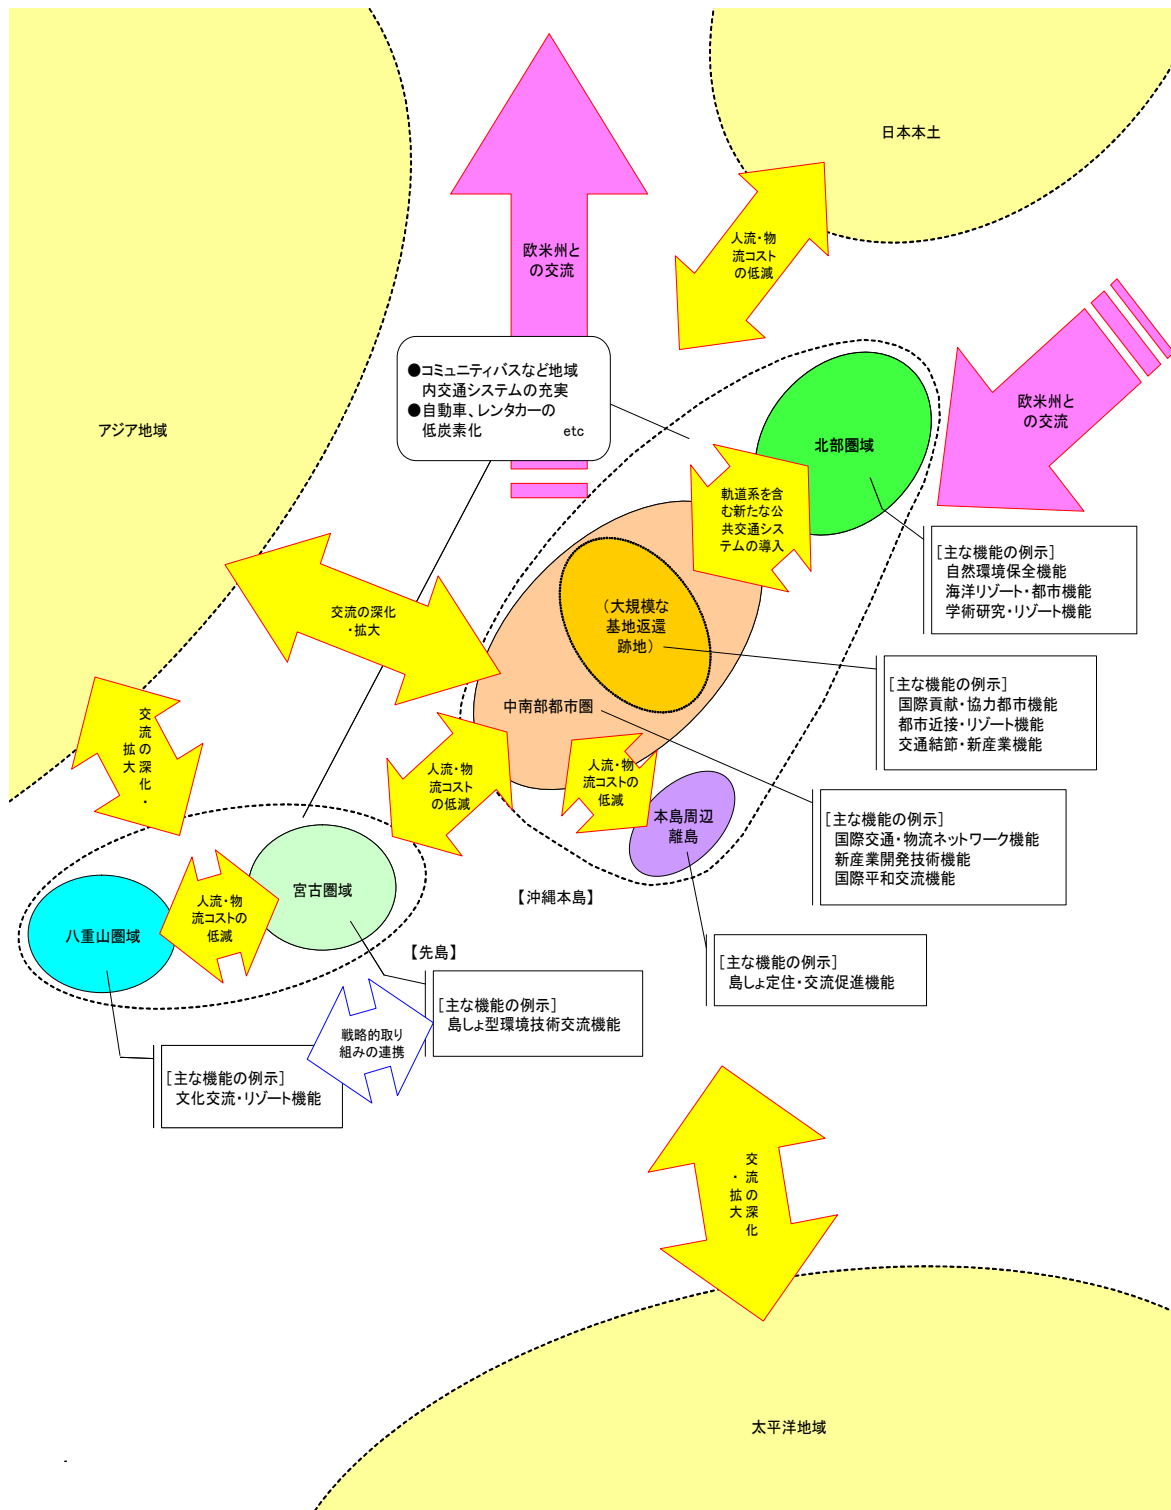 日本本土
人流・物
流コスト
の低減
欧米州と
の交流
●コミュニティバスなど地域
内交通システムの充実
●自動車、レンタカーの
低炭素化　　etc
アジア地域
欧米州と
の交流
北部圏域
軌道系を含
む新たな公
共交通シス
テムの導入
[主な機能の例示]
自然環境保全機能
海洋リゾート・都市機能
学術研究・リゾート機能
交流の深化
・拡大
（大規模な
基地返還
跡地）
中南部都市圏
[主な機能の例示]
国際貢献・協力都市機能
都市近接・リゾート機能
交通結節・新産業機能
交流の深化・
拡大
人流・物
流コスト
の低減
人流・物
流コストの
低減
本島周辺
離島
[主な機能の例示]
国際交通・物流ネットワーク機能
新産業開発技術機能
国際平和交流機能
【沖縄本島】
宮古圏域
八重山圏域
人流・物
流コストの
低減
【先島】
[主な機能の例示]
島しょ定住・交流促進機能
[主な機能の例示]
島しょ型環境技術交流機能
戦略的取り
組みの連携
[主な機能の例示]
文化交流・リゾート機能
交流の深化
・拡大
太平洋地域